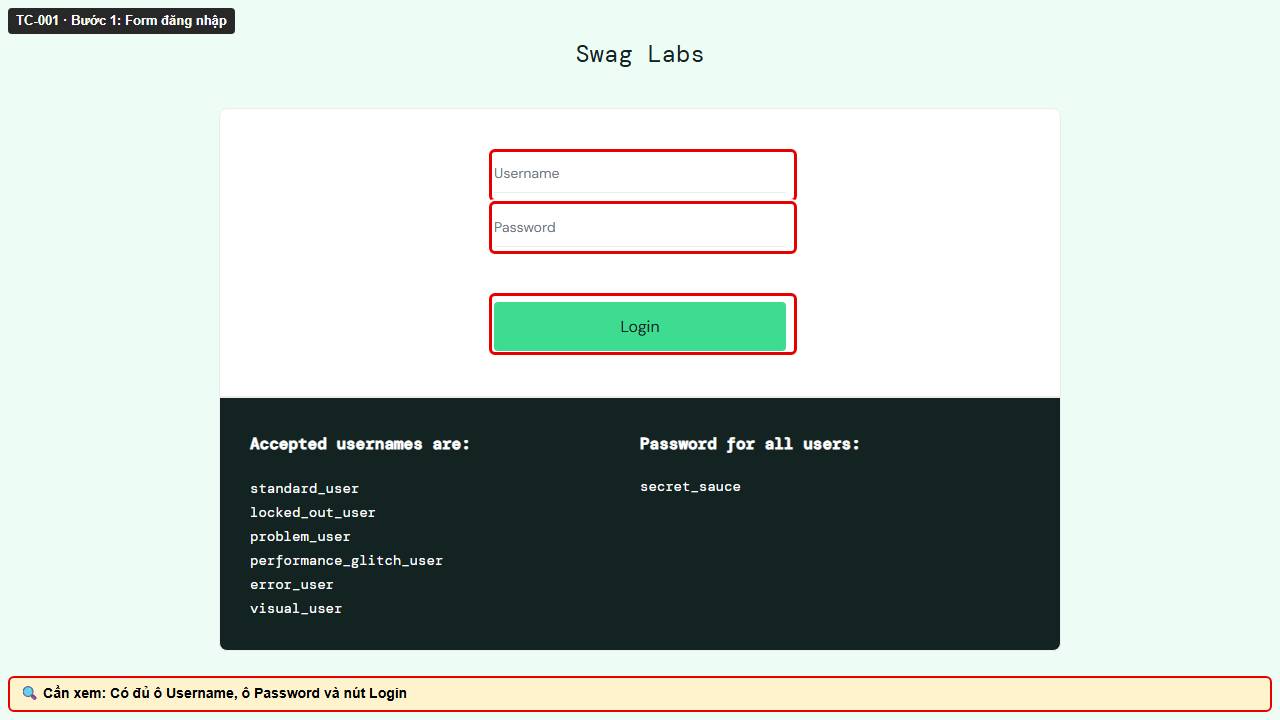 TC-001 · Bước 1: Form đăng nhập
Swag Labs
Username
Password
Login
Accepted usernames are:
standard_user
locked_out_user
problem_user
performance_glitch_user
error_user
visual_user
Password for all users:
secret_sauce
🔍 Cần xem: Có đủ ô Username, ô Password và nút Login